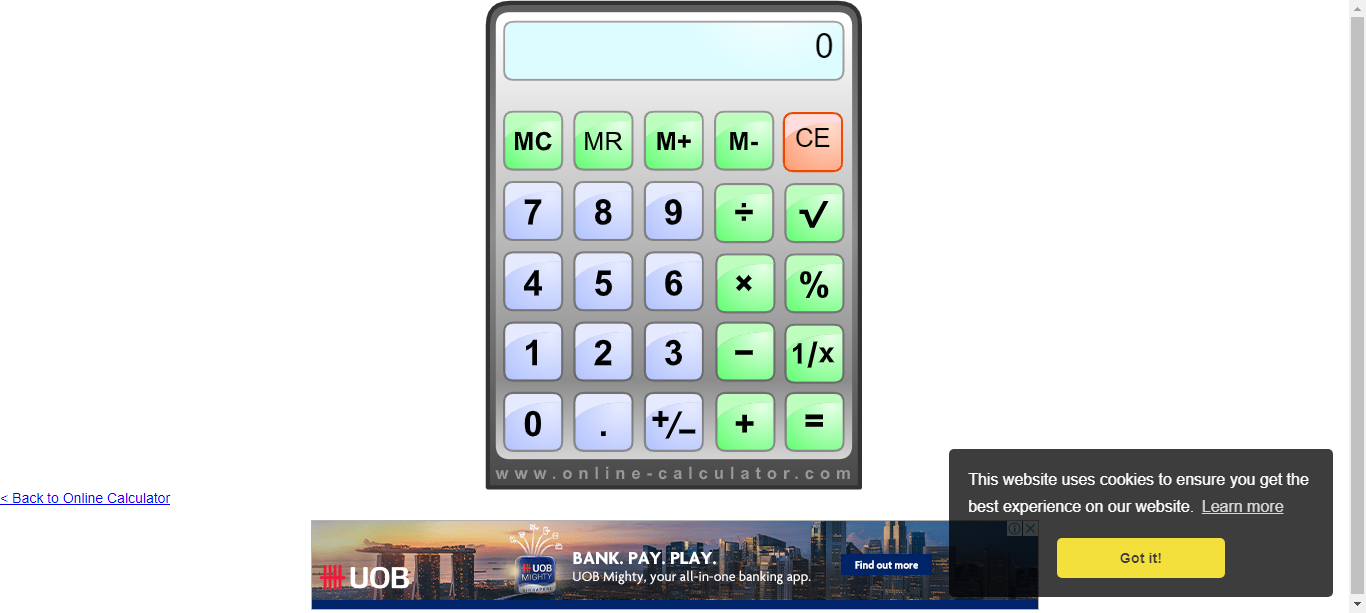 0
MC MR M+ M- CE
7 8 9 ÷ √
4 5 6 × %
1 2 3 − 1/x
0 . +/− + =
www.online-calculator.com
< Back to Online Calculator
This website uses cookies to ensure you get the
best experience on our website. Learn more
Got it!
UOB
UOB
MIGHTY
SINGAPORE
BANK. PAY. PLAY.
UOB Mighty, your all-in-one banking app.
Find out more